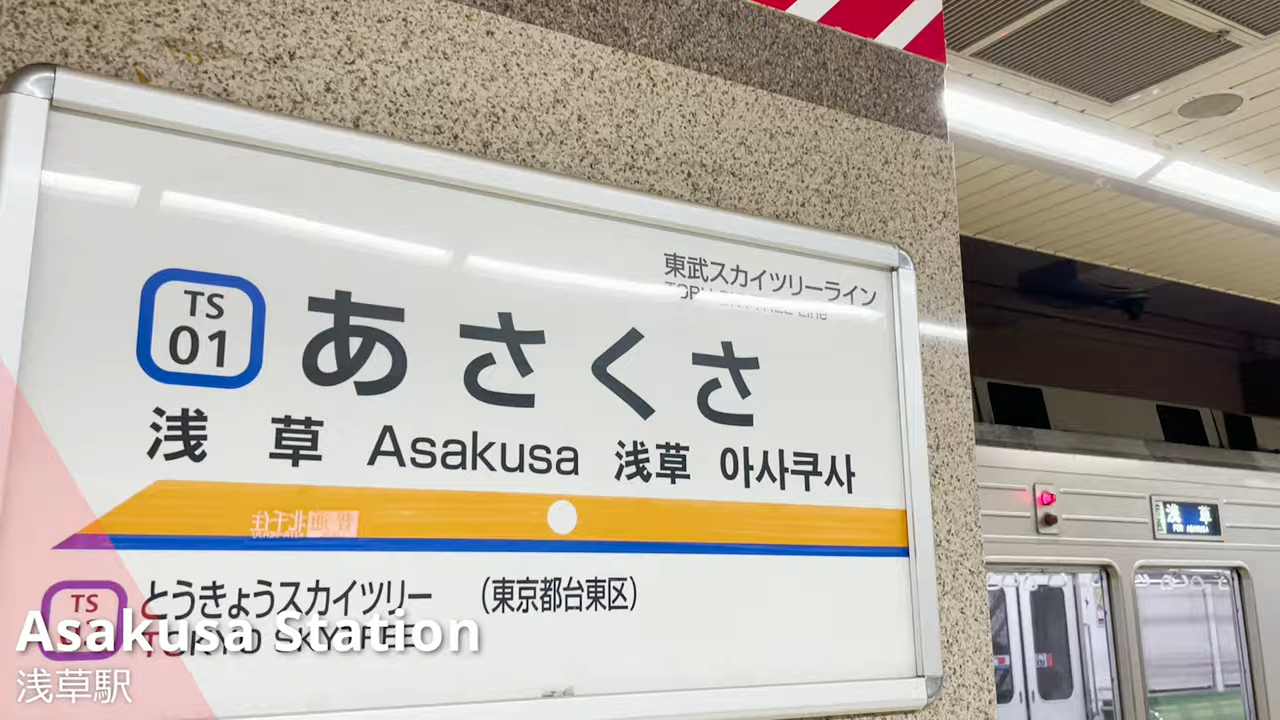 東武スカイツリーライン
TS
01
あさくさ
浅草 Asakusa 浅草 아사쿠사
TS
とうきょうスカイツリー (東京都台東区)
TOKYO SKYTREE
浅草
Asakusa Station
浅草駅